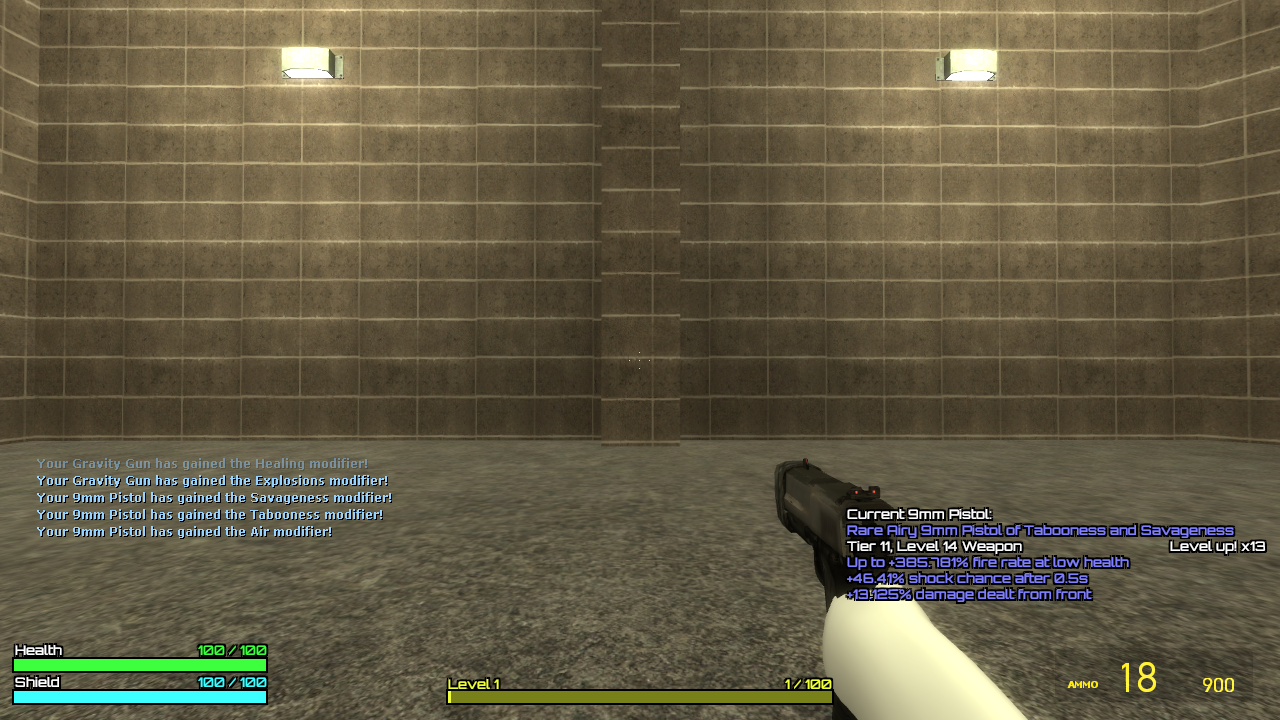 Your Gravity Gun has gained the Healing modifier!
Your Gravity Gun has gained the Explosions modifier!
Your 9mm Pistol has gained the Savageness modifier!
Your 9mm Pistol has gained the Tabooness modifier!
Your 9mm Pistol has gained the Air modifier!
Current 9mm Pistol:
Rare Airy 9mm Pistol of Tabooness and Savageness
Tier 11, Level 14 Weapon Level up! x13
Up to +385.781% fire rate at low health
+46.41% shock chance after 0.5s
+13.125% damage dealt from front
Health 100 / 100
Shield 100 / 100
Level 1 1 / 100
AMMO 18 900